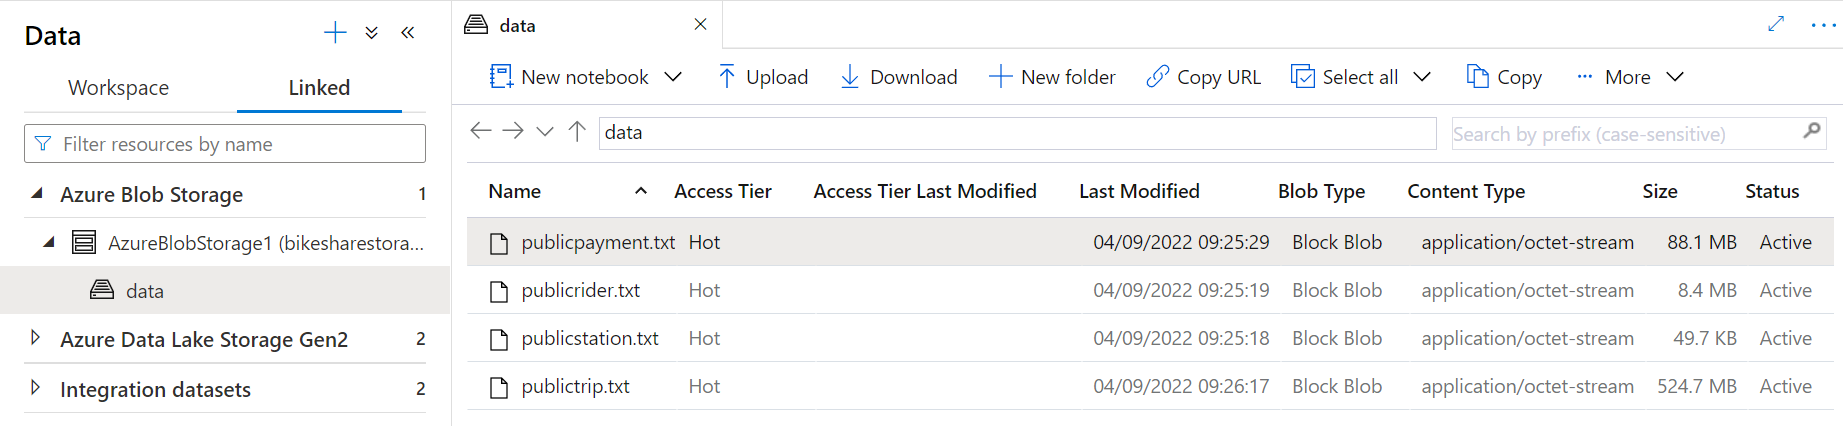 Data
Workspace Linked
Filter resources by name
Azure Blob Storage 1
AzureBlobStorage1 (bikesharestora...
data
Azure Data Lake Storage Gen2 2
Integration datasets 2
data
New notebook Upload Download New folder Copy URL Select all Copy ... More
data Search by prefix (case-sensitive)
Name Access Tier Access Tier Last Modified Last Modified Blob Type Content Type Size Status
publicpayment.txt Hot 04/09/2022 09:25:29 Block Blob application/octet-stream 88.1 MB Active
publicrider.txt Hot 04/09/2022 09:25:19 Block Blob application/octet-stream 8.4 MB Active
publicstation.txt Hot 04/09/2022 09:25:18 Block Blob application/octet-stream 49.7 KB Active
publictrip.txt Hot 04/09/2022 09:26:17 Block Blob application/octet-stream 524.7 MB Active